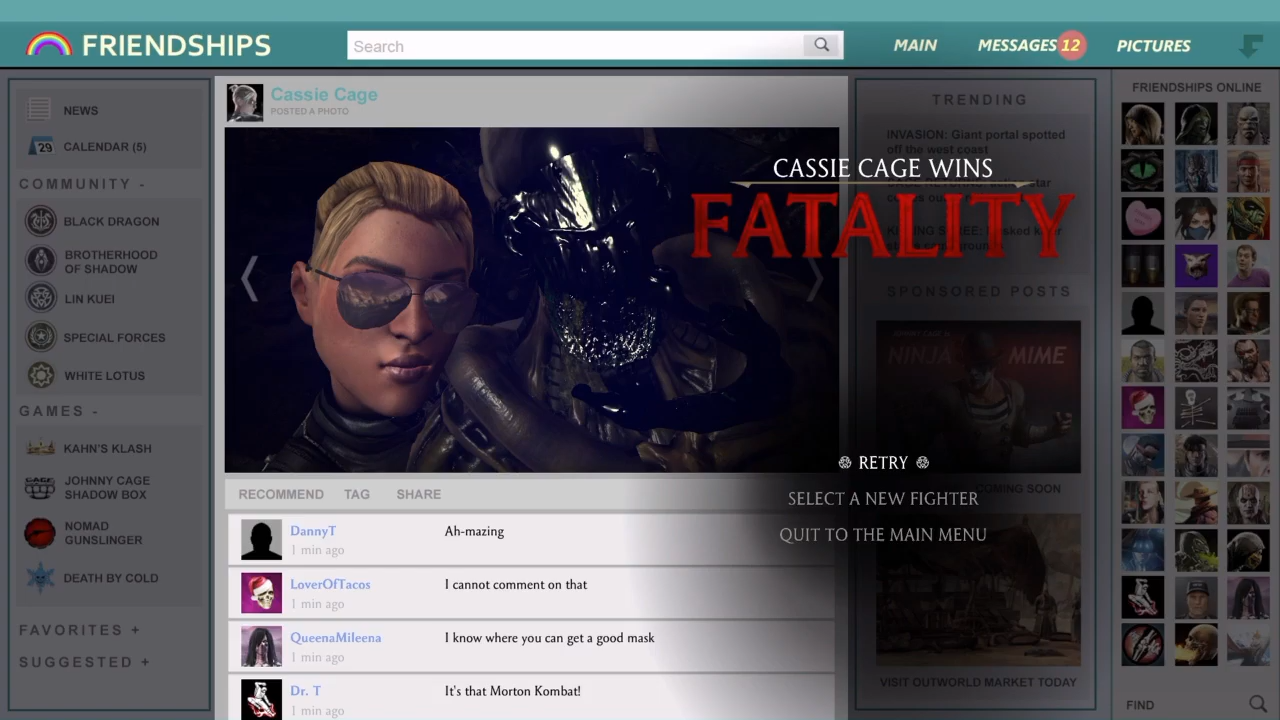 FRIENDSHIPS
Search
MAIN
MESSAGES 12
PICTURES
NEWS
29
CALENDAR (5)
COMMUNITY -
BLACK DRAGON
BROTHERHOOD
OF SHADOW
LIN KUEI
SPECIAL FORCES
WHITE LOTUS
GAMES -
KAHN'S KLASH
JOHNNY CAGE
SHADOW BOX
NOMAD
GUNSLINGER
DEATH BY COLD
FAVORITES +
SUGGESTED +
Cassie Cage
POSTED A PHOTO
CASSIE CAGE WINS
FATALITY
RETRY
SELECT A NEW FIGHTER
QUIT TO THE MAIN MENU
RECOMMEND
TAG
SHARE
DannyT
Ah-mazing
1 min ago
LoverOfTacos
I cannot comment on that
1 min ago
QueenaMileena
I know where you can get a good mask
1 min ago
Dr. T
It's that Morton Kombat!
1 min ago
TRENDING
INVASION: Giant portal spotted
off the west coast
SPONSORED POSTS
NINJA MIME
COMING SOON
VISIT OUTWORLD MARKET TODAY
FRIENDSHIPS ONLINE
FIND